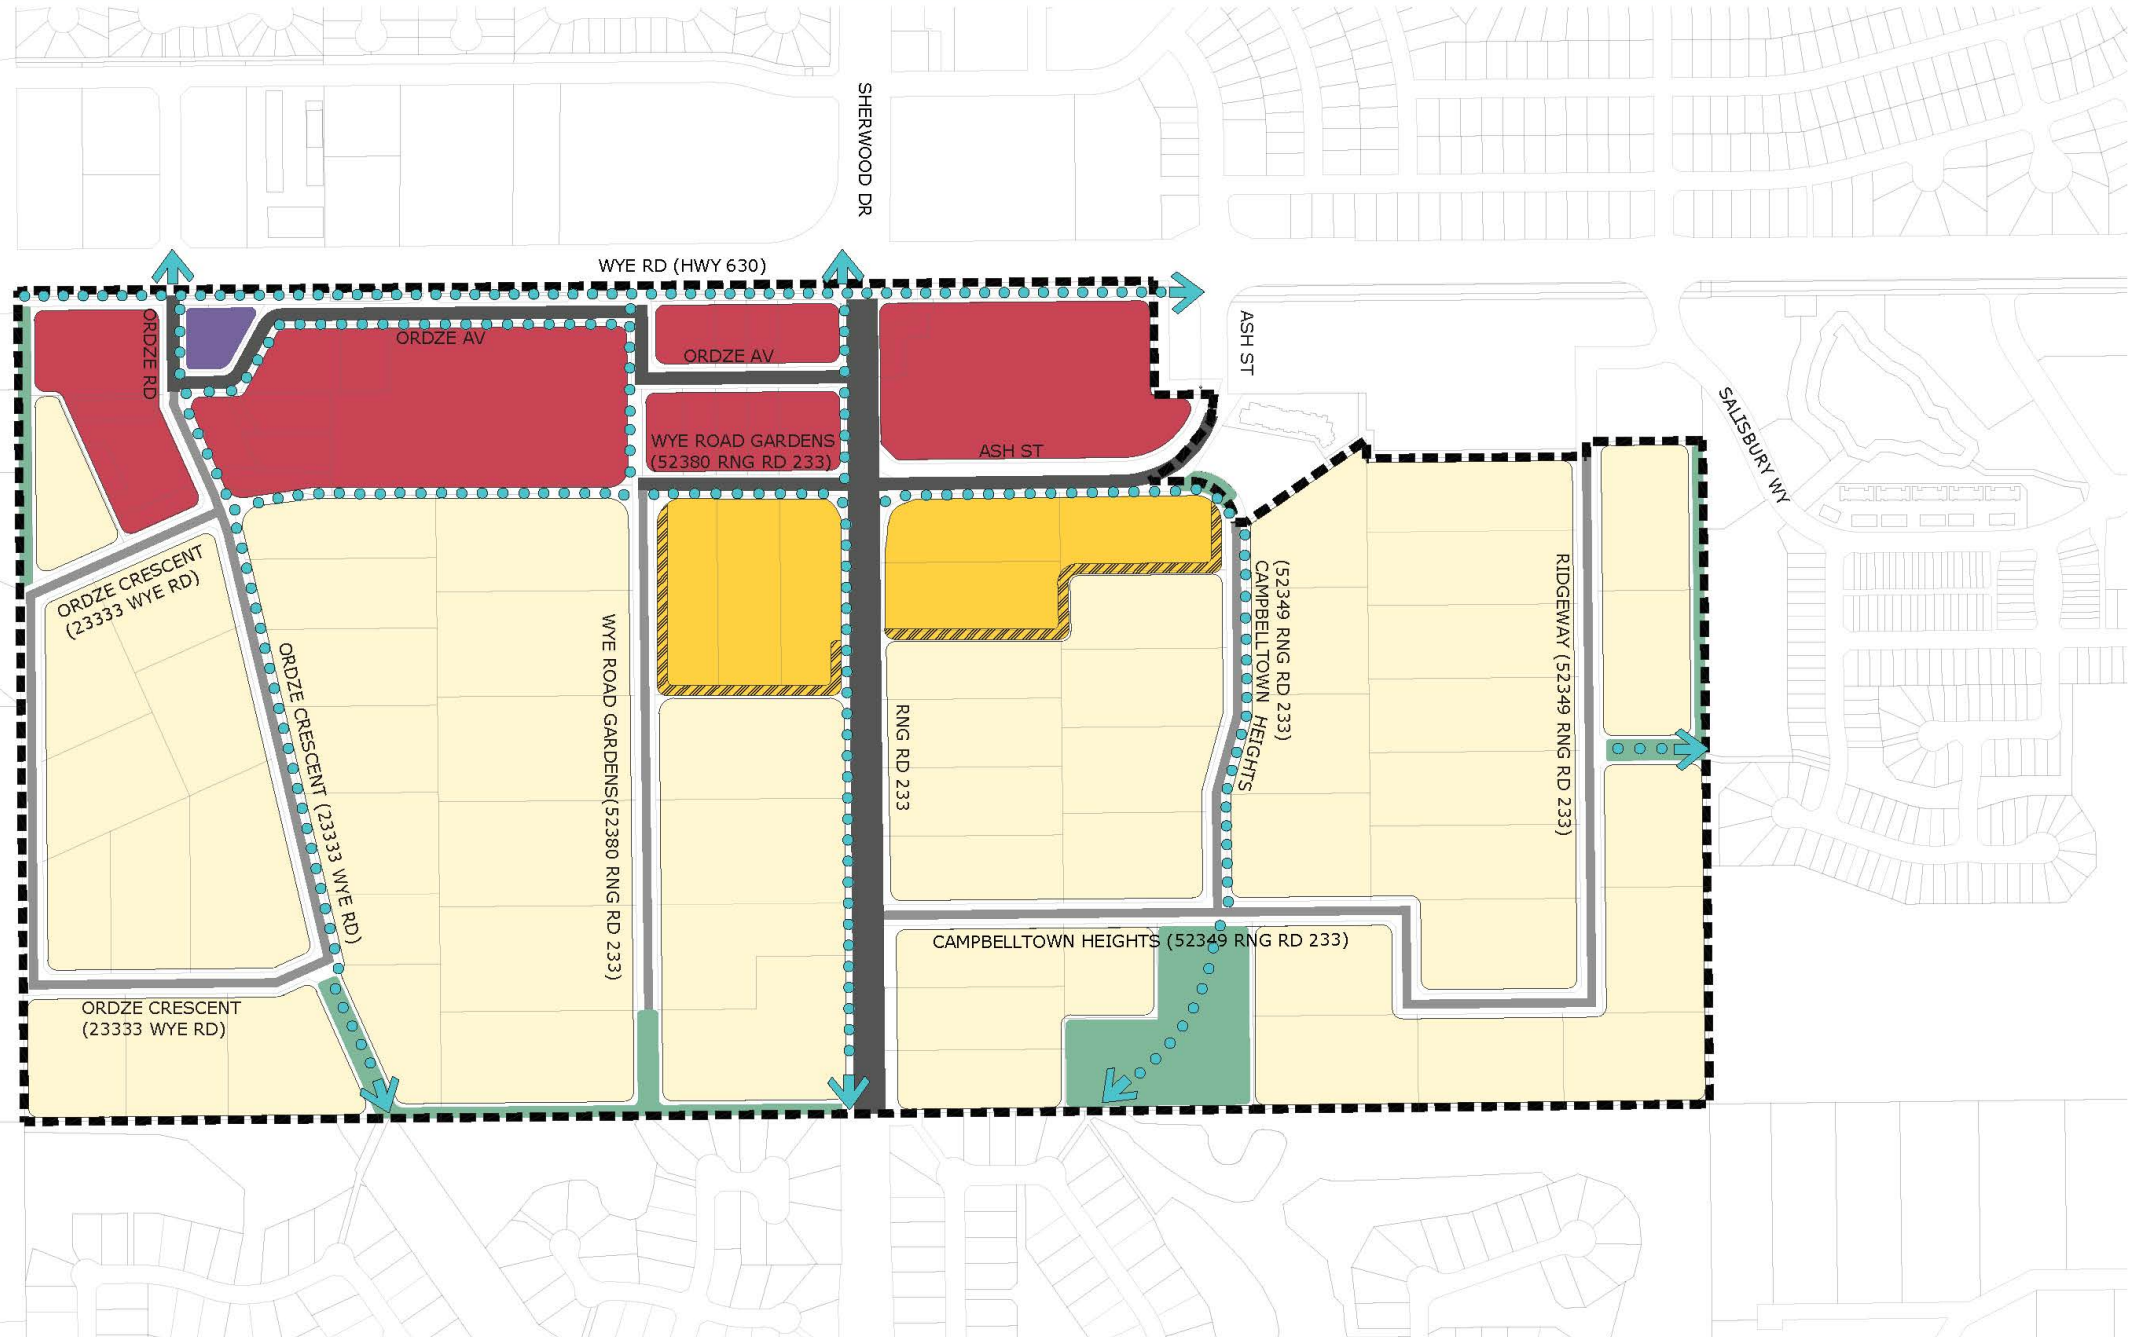 SHERWOOD DR
WYE RD (HWY 630)
ORDZE RD
ORDZE AV
ORDZE AV
ASH ST
WYE ROAD GARDENS
(52380 RNG RD 233)
ASH ST
SALISBURY WY
ORDZE CRESCENT
(23333 WYE RD)
ORDZE CRESCENT (23333 WYE RD)
WYE ROAD GARDENS(52380 RNG RD 233)
RNG RD 233
(52349 RNG RD 233)
CAMPBELLTOWN HEIGHTS
RIDGEWAY (52349 RNG RD 233)
CAMPBELLTOWN HEIGHTS (52349 RNG RD 233)
ORDZE CRESCENT
(23333 WYE RD)